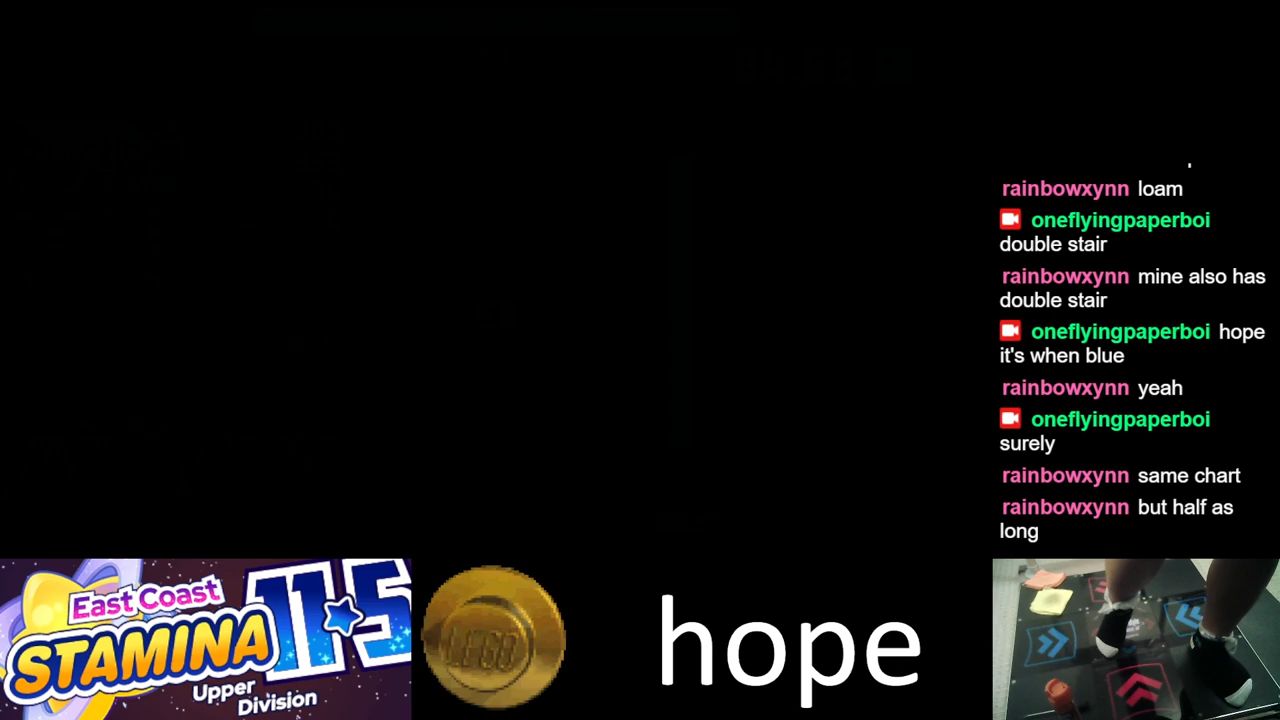 rainbowxynn loam
oneflyingpaperboi
double stair
rainbowxynn mine also has
double stair
oneflyingpaperboi hope
it's when blue
rainbowxynn yeah
oneflyingpaperboi
surely
rainbowxynn same chart
rainbowxynn but half as
long
East Coast
STAMINA 11.5
Upper
Division
LEGO
hope